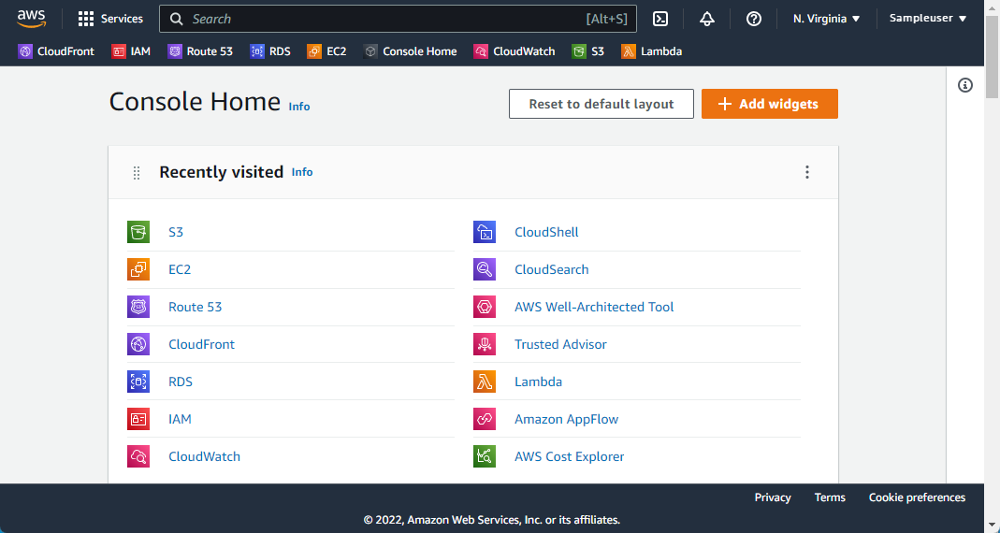 aws Services Search [Alt+S] N. Virginia Sampleuser
CloudFront IAM Route 53 RDS EC2 Console Home CloudWatch S3 Lambda
Console Home Info Reset to default layout + Add widgets
Recently visited Info
S3 CloudShell
EC2 CloudSearch
Route 53 AWS Well-Architected Tool
CloudFront Trusted Advisor
RDS Lambda
IAM Amazon AppFlow
CloudWatch AWS Cost Explorer
Privacy Terms Cookie preferences
© 2022, Amazon Web Services, Inc. or its affiliates.